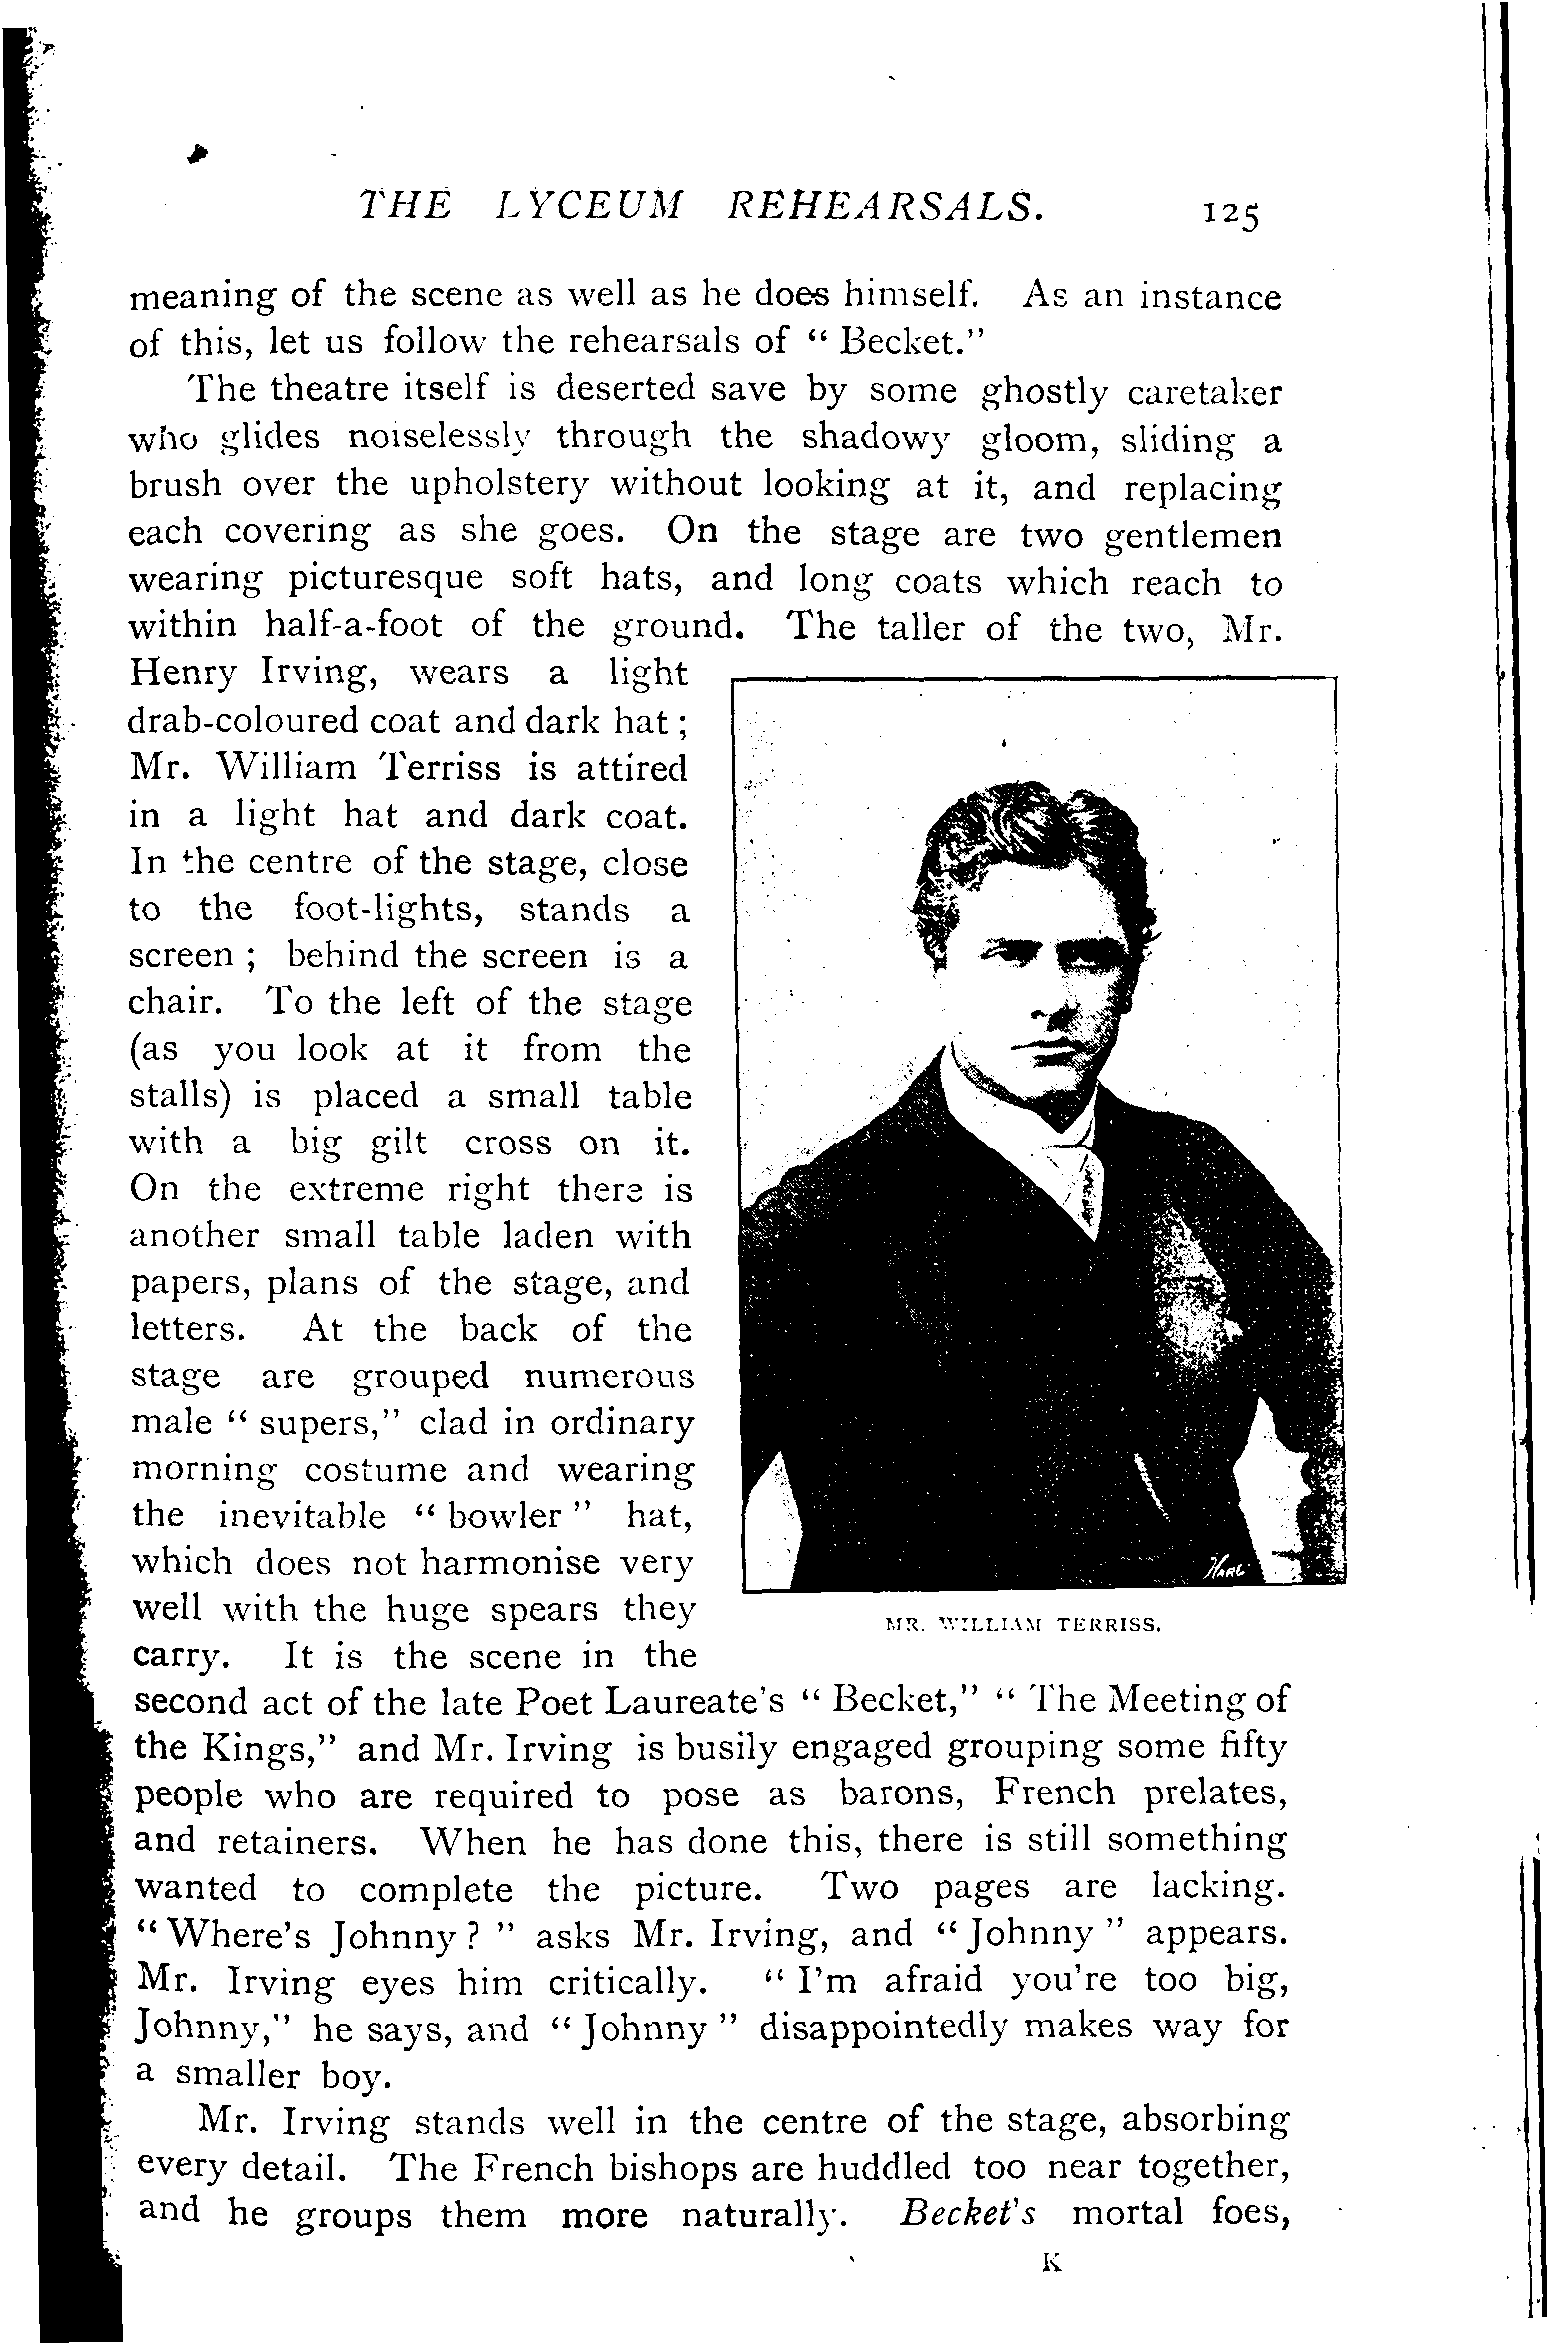 THE LYCEUM REHEARSALS. 125
meaning of the scene as well as he does himself. As an instance
of this, let us follow the rehearsals of “ Becket.”
The theatre itself is deserted save by some ghostly caretaker
who glides noiselessly through the shadowy gloom, sliding a
brush over the upholstery without looking at it, and replacing
each covering as she goes. On the stage are two gentlemen
wearing picturesque soft hats, and long coats which reach to
within half-a-foot of the ground. The taller of the two, Mr.
Henry Irving, wears a light
drab-coloured coat and dark hat ;
Mr. William Terriss is attired
in a light hat and dark coat.
In the centre of the stage, close
to the foot-lights, stands a
screen ; behind the screen is a
chair. To the left of the stage
(as you look at it from the
stalls) is placed a small table
with a big gilt cross on it.
On the extreme right there is
another small table laden with
papers, plans of the stage, and
letters. At the back of the
stage are grouped numerous
male “ supers,” clad in ordinary
morning costume and wearing
the inevitable “ bowler ” hat,
which does not harmonise very
well with the huge spears they
carry. It is the scene in the
Harl
MR. WILLIAM TERRISS.
second act of the late Poet Laureate's “ Becket,” “ The Meeting of
the Kings,” and Mr. Irving is busily engaged grouping some fifty
people who are required to pose as barons, French prelates,
and retainers. When he has done this, there is still something
wanted to complete the picture. Two pages are lacking.
“ Where's Johnny ? ” asks Mr. Irving, and “ Johnny ” appears.
Mr. Irving eyes him critically. “ I'm afraid you're too big,
Johnny,” he says, and “ Johnny ” disappointedly makes way for
a smaller boy.
Mr. Irving stands well in the centre of the stage, absorbing
every detail. The French bishops are huddled too near together,
and he groups them more naturally. Becket's mortal foes,
K